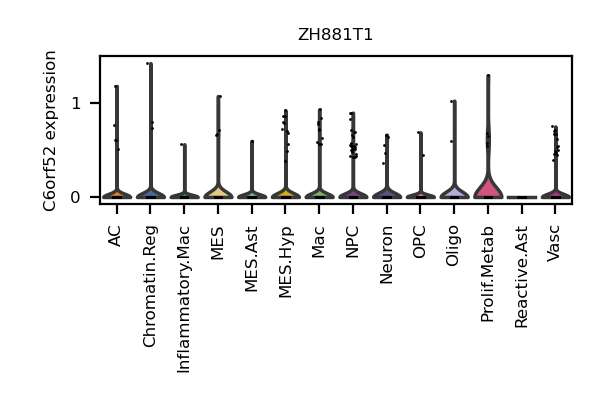 ZH881T1
C6orf52 expression
1
0
AC
Chromatin.Reg
Inflammatory.Mac
MES
MES.Ast
MES.Hyp
Mac
NPC
Neuron
OPC
Oligo
Prolif.Metab
Reactive.Ast
Vasc